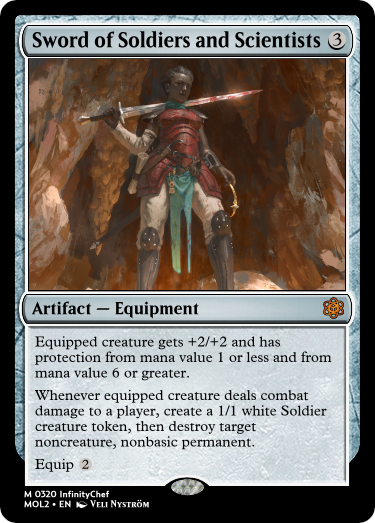 Sword of Soldiers and Scientists 3
Artifact — Equipment
Equipped creature gets +2/+2 and has
protection from mana value 1 or less and from
mana value 6 or greater.
Whenever equipped creature deals combat
damage to a player, create a 1/1 white Soldier
creature token, then destroy target
noncreature, nonbasic permanent.
Equip 2
M 0320 InfinityChef
MOL2 • EN Veli Nyström